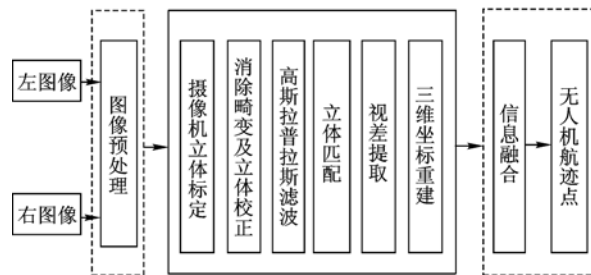 左图像
右图像
图像预处理
摄像机立体标定
消除畸变及立体校正
高斯拉普拉斯滤波
立体匹配
视差提取
三维坐标重建
信息融合
无人机航迹点